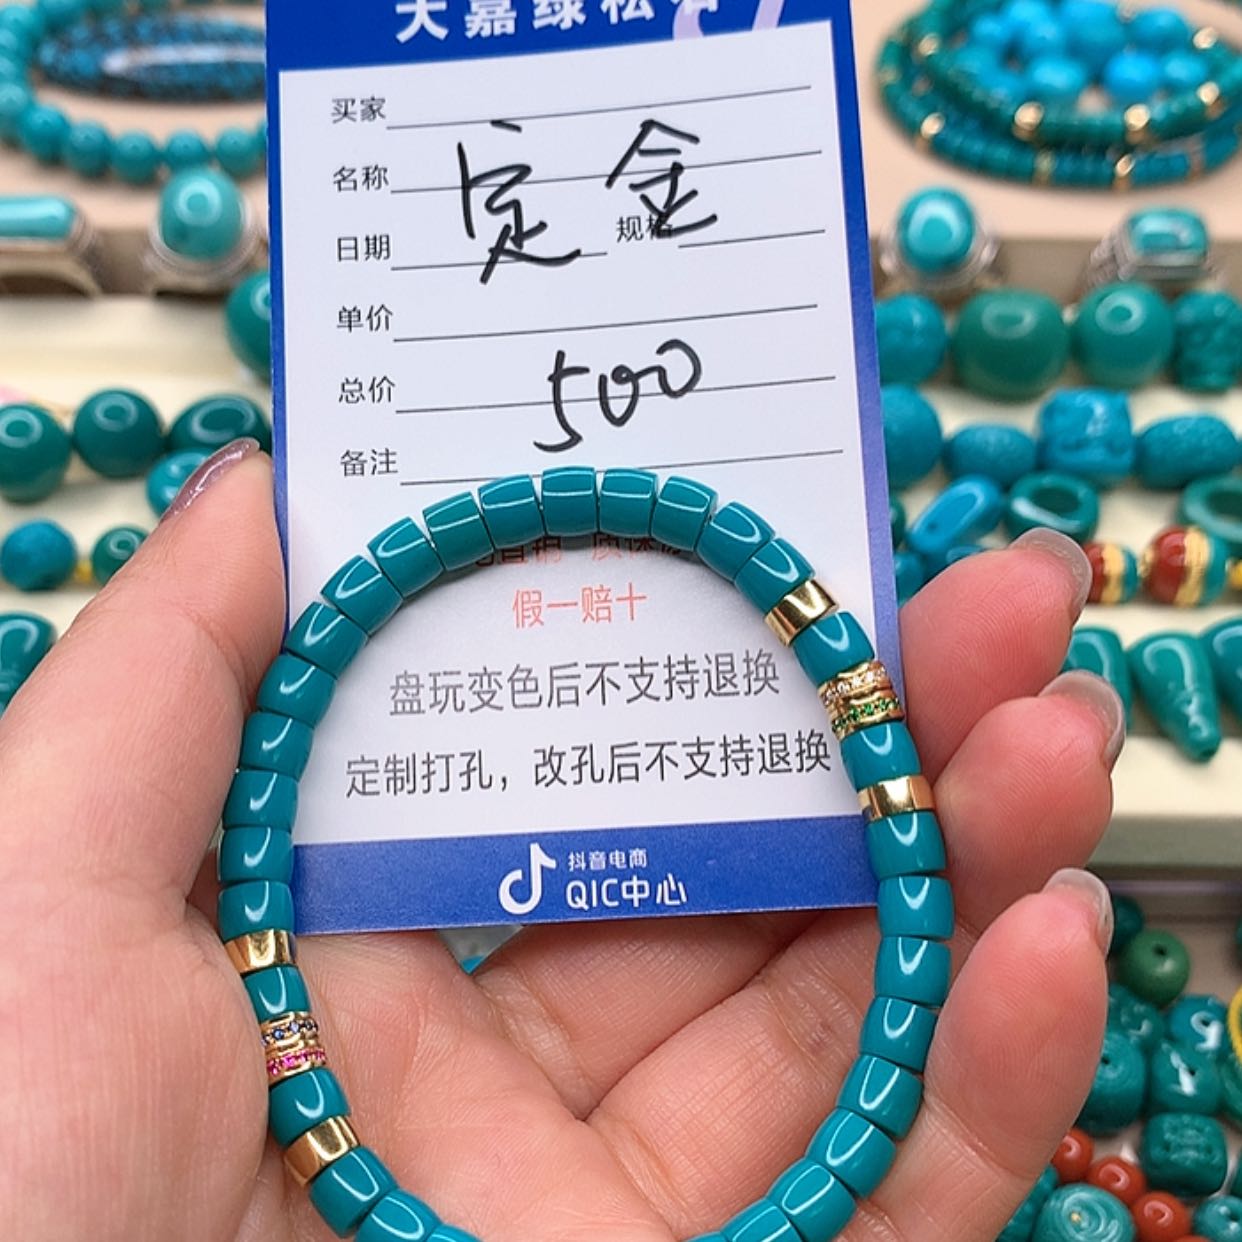 天嘉绿松石
买家
名称 定金
日期 规格
单价
总价 500
备注
假一赔十
盘玩变色后不支持退换
定制打孔，改孔后不支持退换
抖音电商
QIC中心